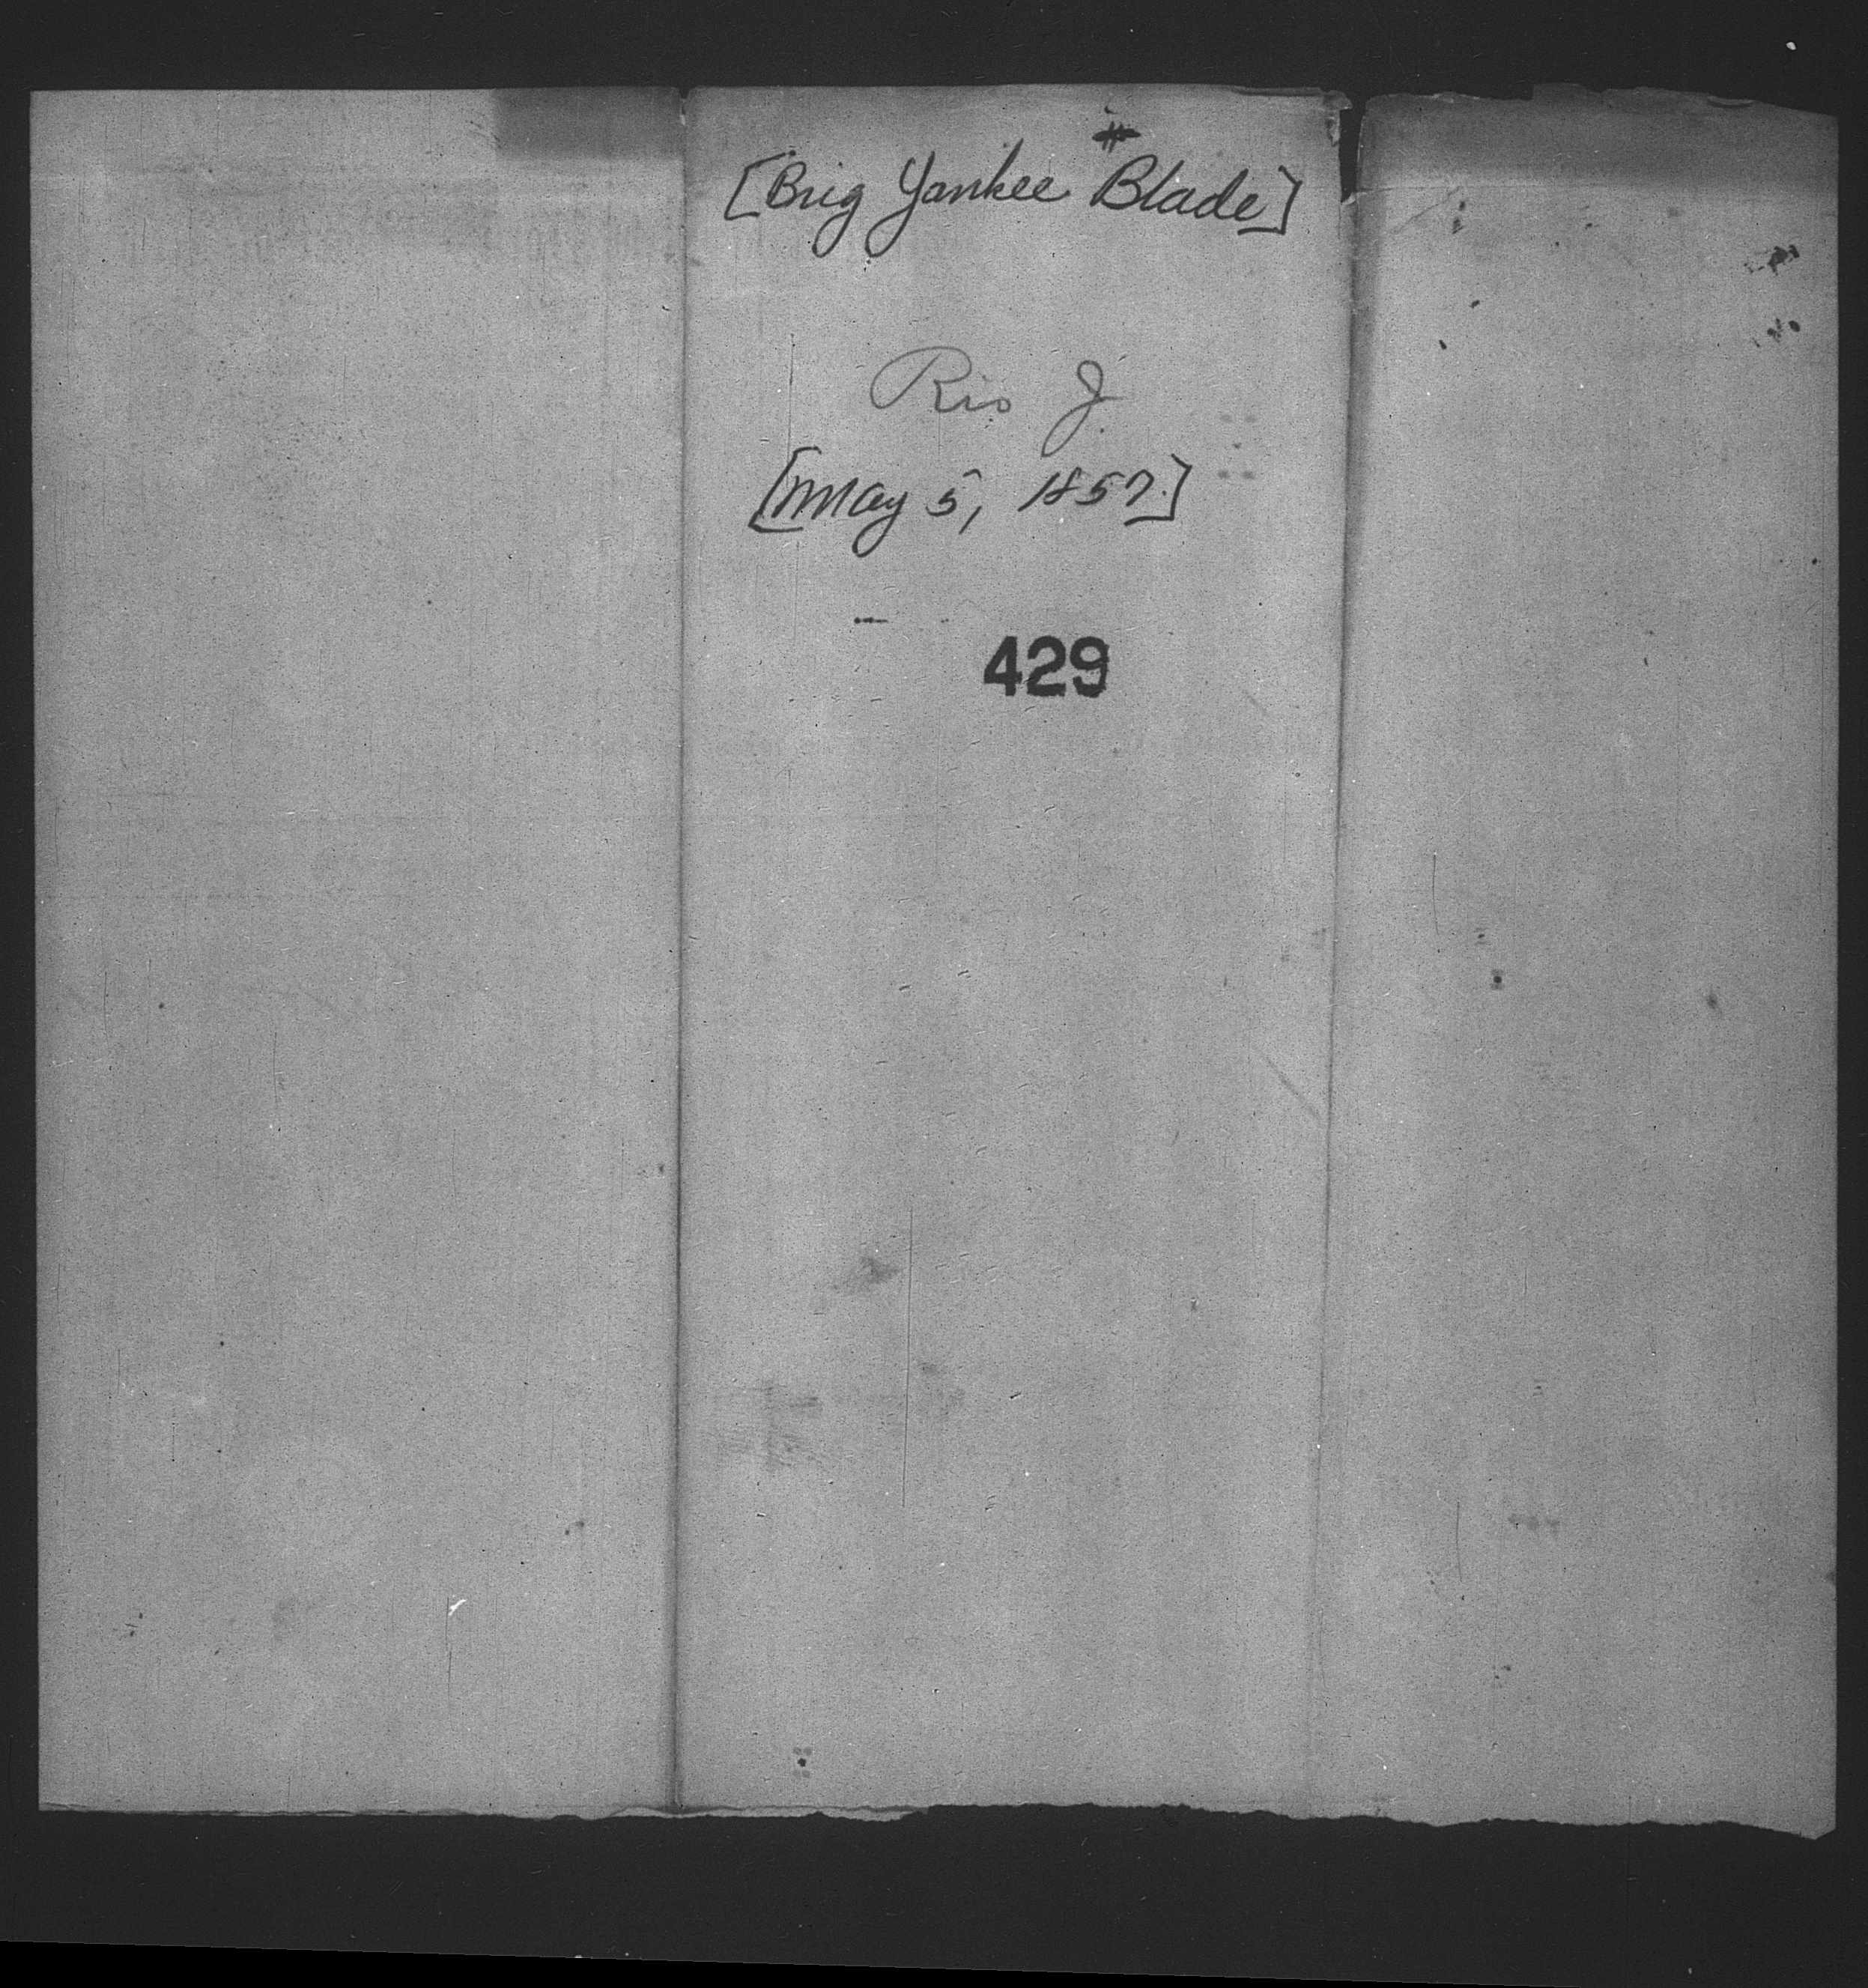 [Brig Yankee Blade]
Rio J.
[May 5, 1857.]
429